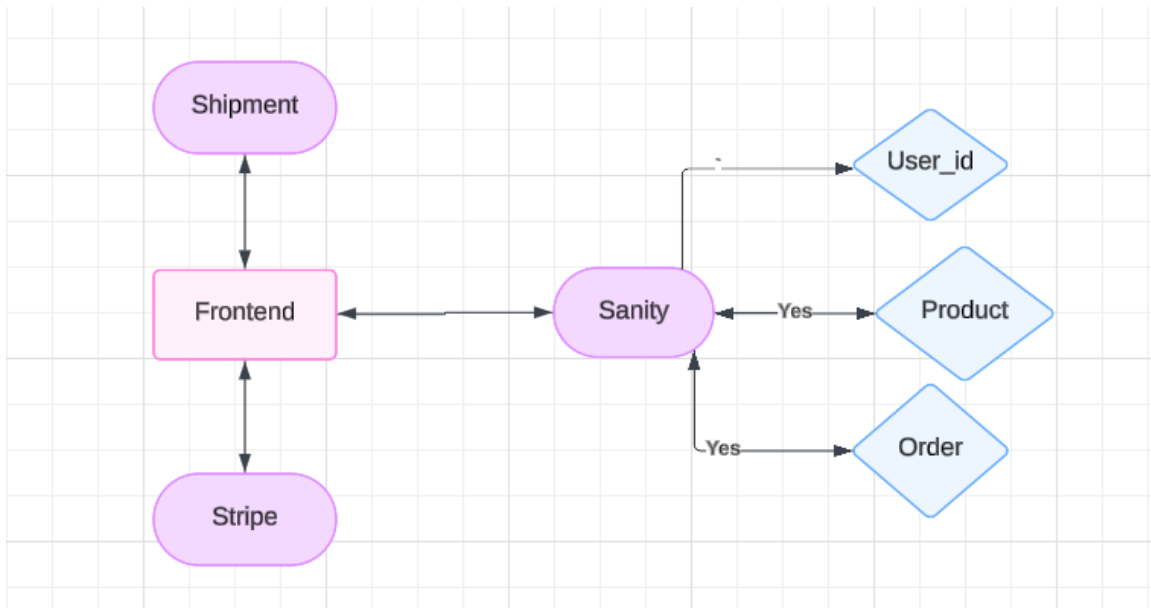 Shipment
User_id
Frontend
Sanity
Yes
Product
Yes
Order
Stripe